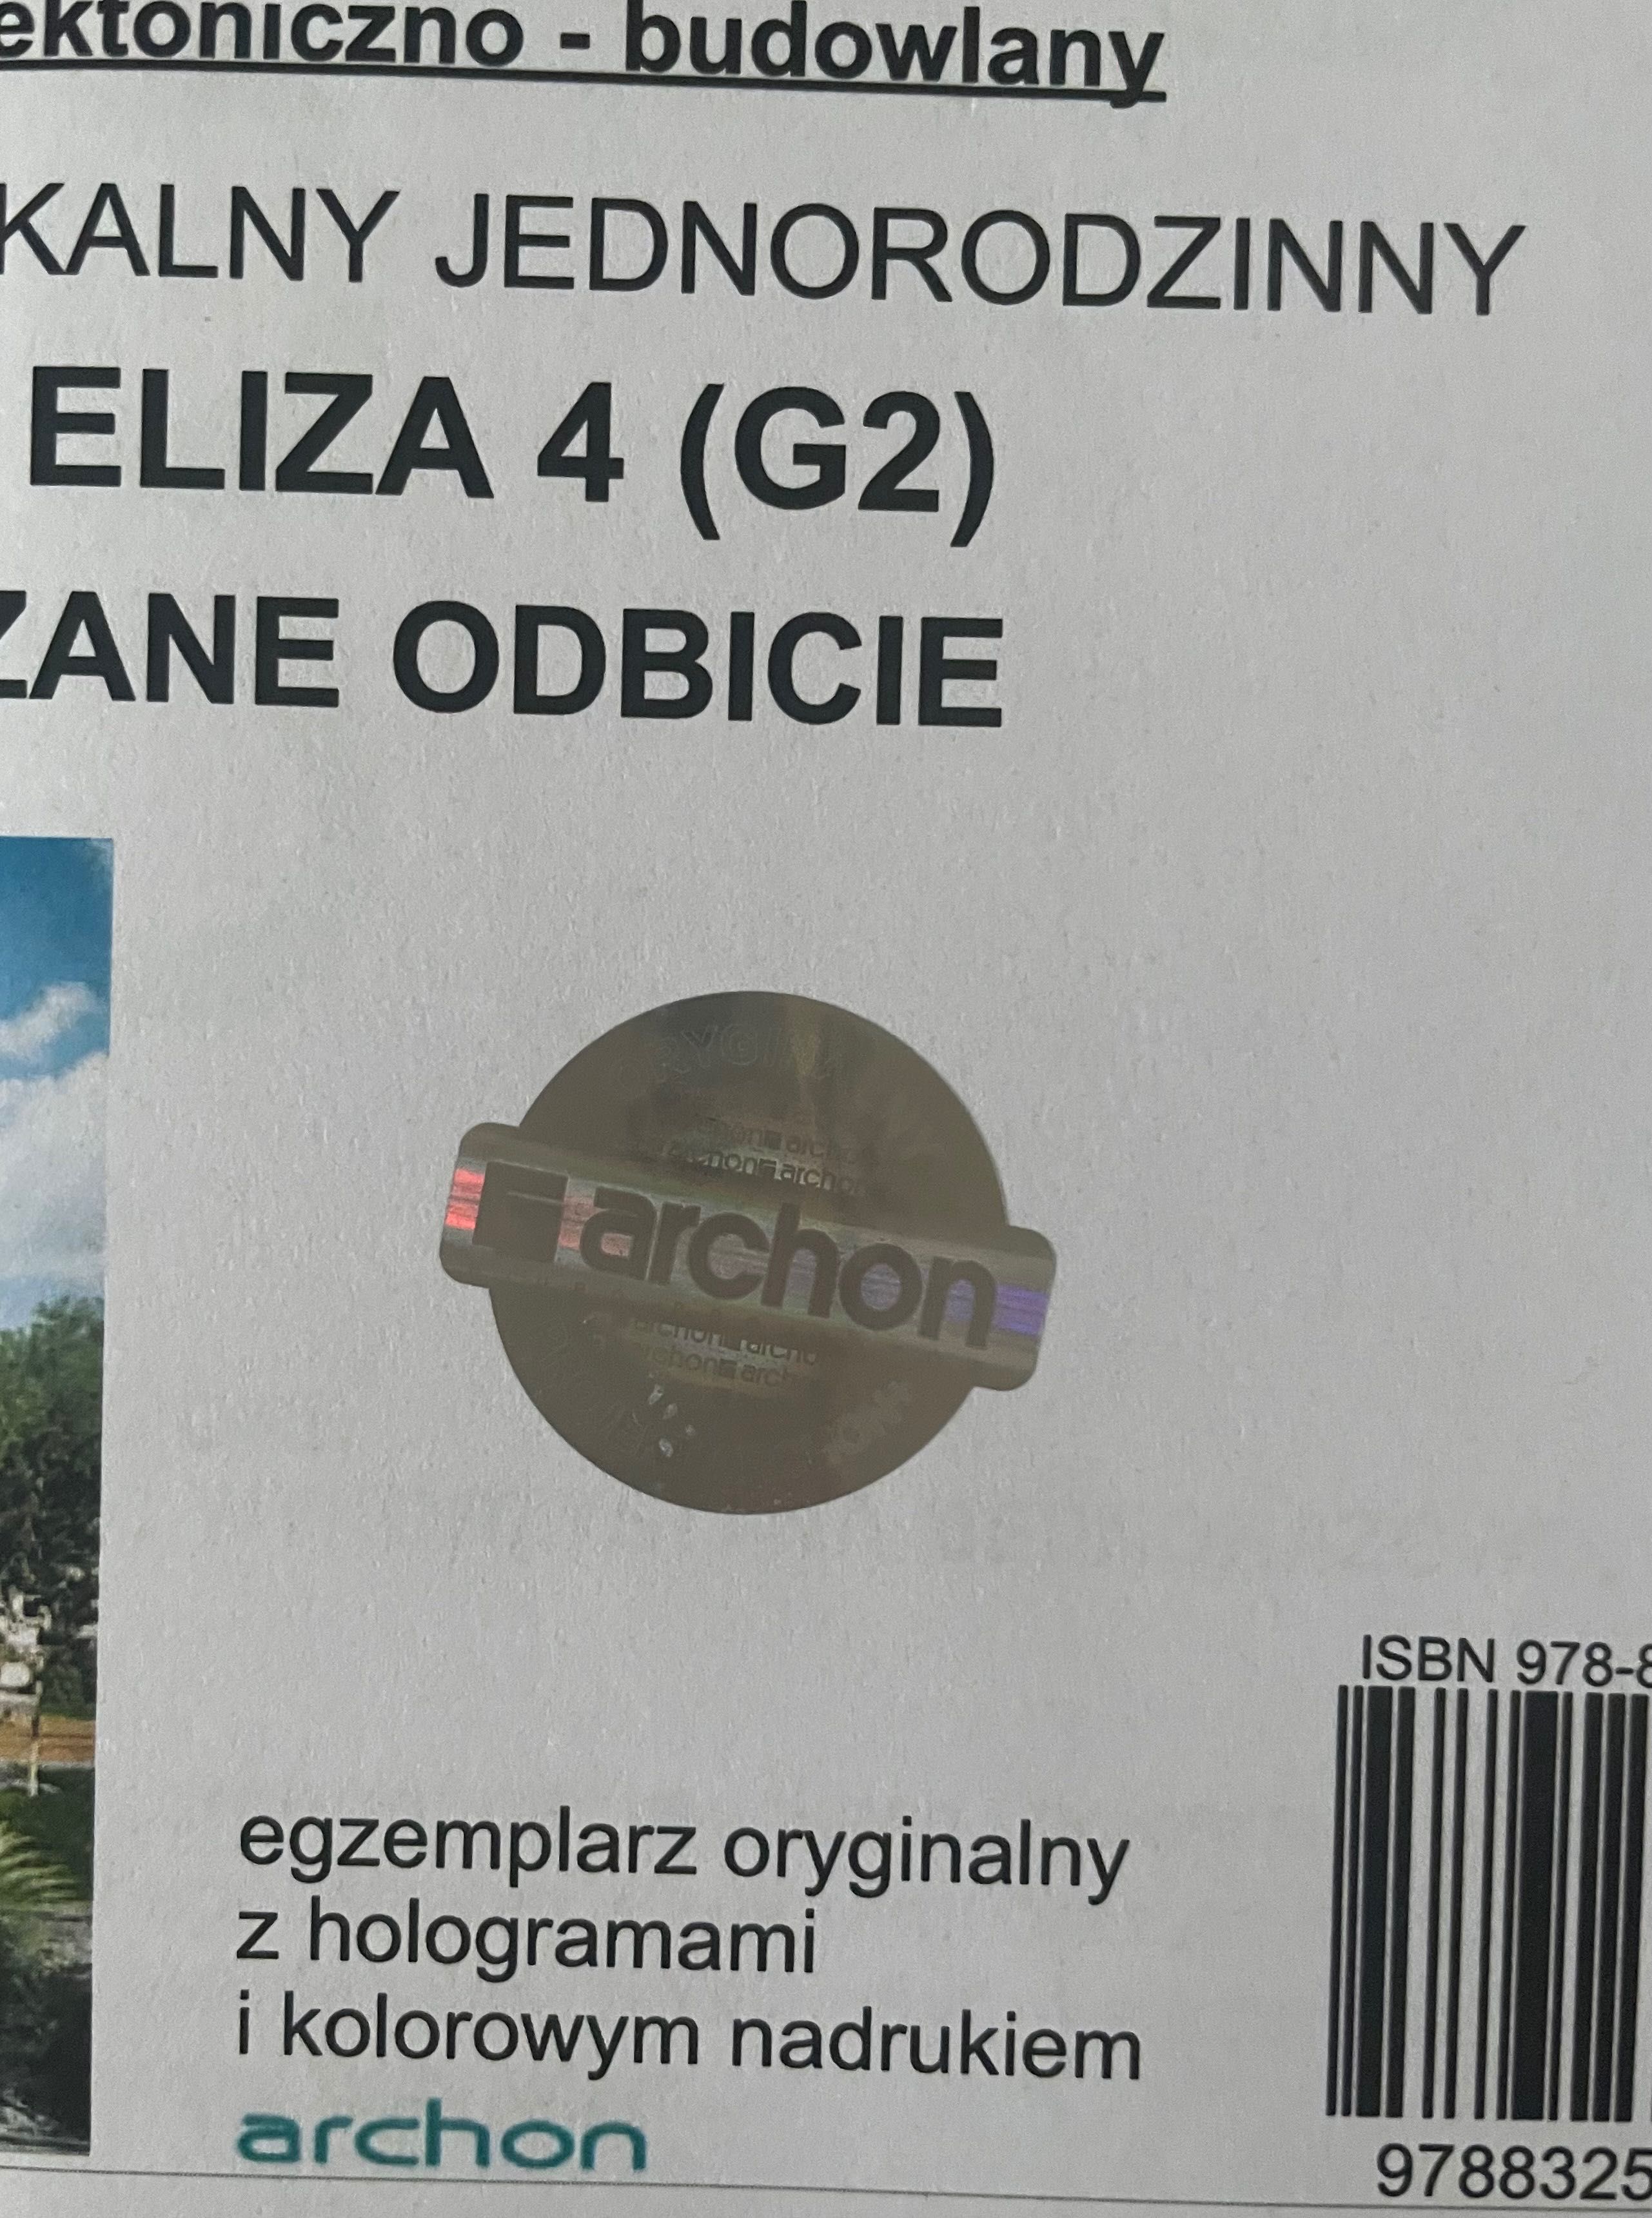 ektoniczno - budowlany
KALNY JEDNORODZINNY
ELIZA 4 (G2)
ZANE ODBICIE
archon
egzemplarz oryginalny
z hologramami
i kolorowym nadrukiem
archon
ISBN 978-8
9788325